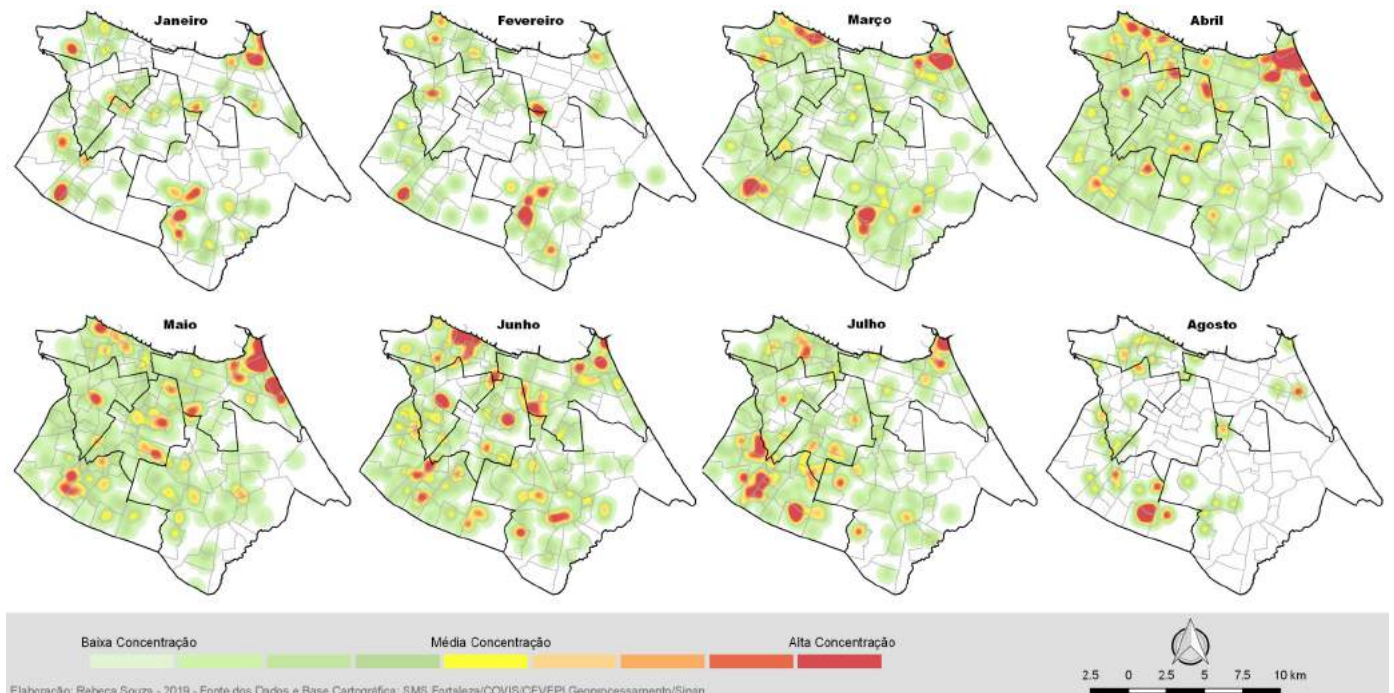 Janeiro
Fevereiro
Março
Abril
Maio
Junho
Julho
Agosto
Baixa Concentração
Média Concentração
Alta Concentração
2.5 0 2.5 5 7.5 10 km
Elaboração: Rebeca Souza - 2019 - Fonte dos Dados e Base Cartográfica: SMS Fortaleza/COVIS/CEVEPI Geoprocessamento/Sinan